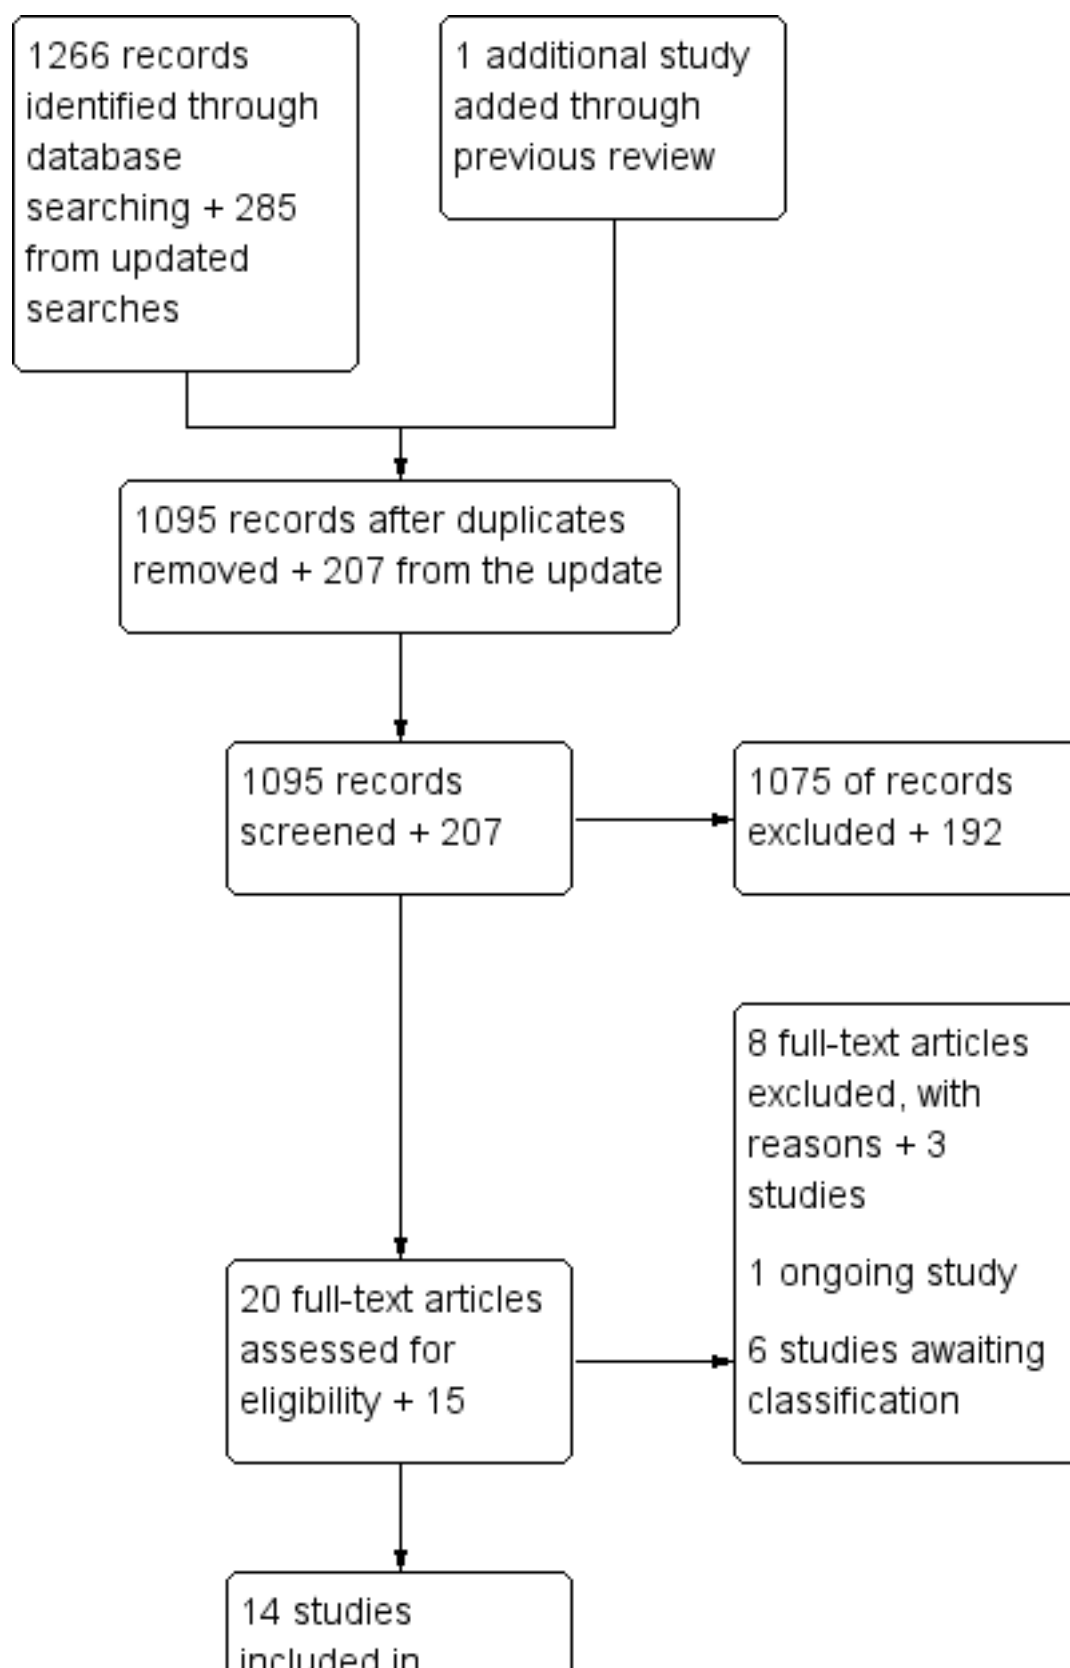 1266 records
identified through
database
searching + 285
from updated
searches
1 additional study
added through
previous review
1095 records after duplicates
removed + 207 from the update
1095 records
screened + 207
1075 of records
excluded + 192
8 full-text articles
excluded, with
reasons + 3
studies
1 ongoing study
6 studies awaiting
classification
20 full-text articles
assessed for
eligibility + 15
14 studies
included in